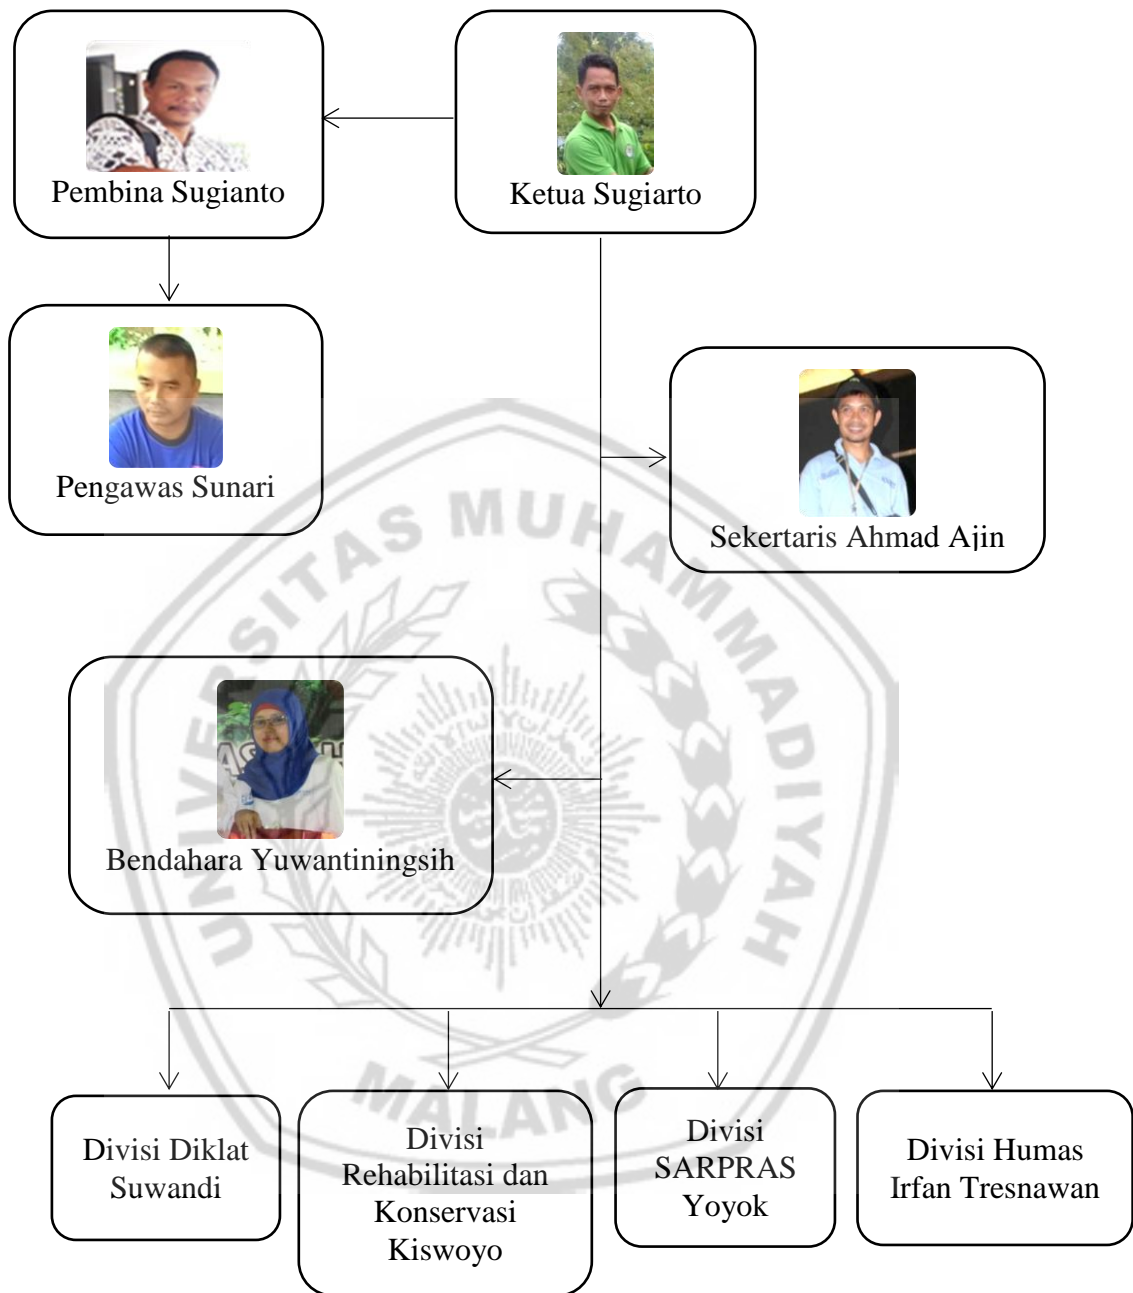 Pembina Sugianto
Ketua Sugiarto
Pengawas Sunari
Sekertaris Ahmad Ajin
Bendahara Yuwantiningsih
Divisi Diklat
Suwandi
Divisi
Rehabilitasi dan
Konservasi
Kiswoyo
Divisi
SARPRAS
Yoyok
Divisi Humas
Irfan Tresnawan
UNIVERSITAS MUHAMMADIYAH
MALANG